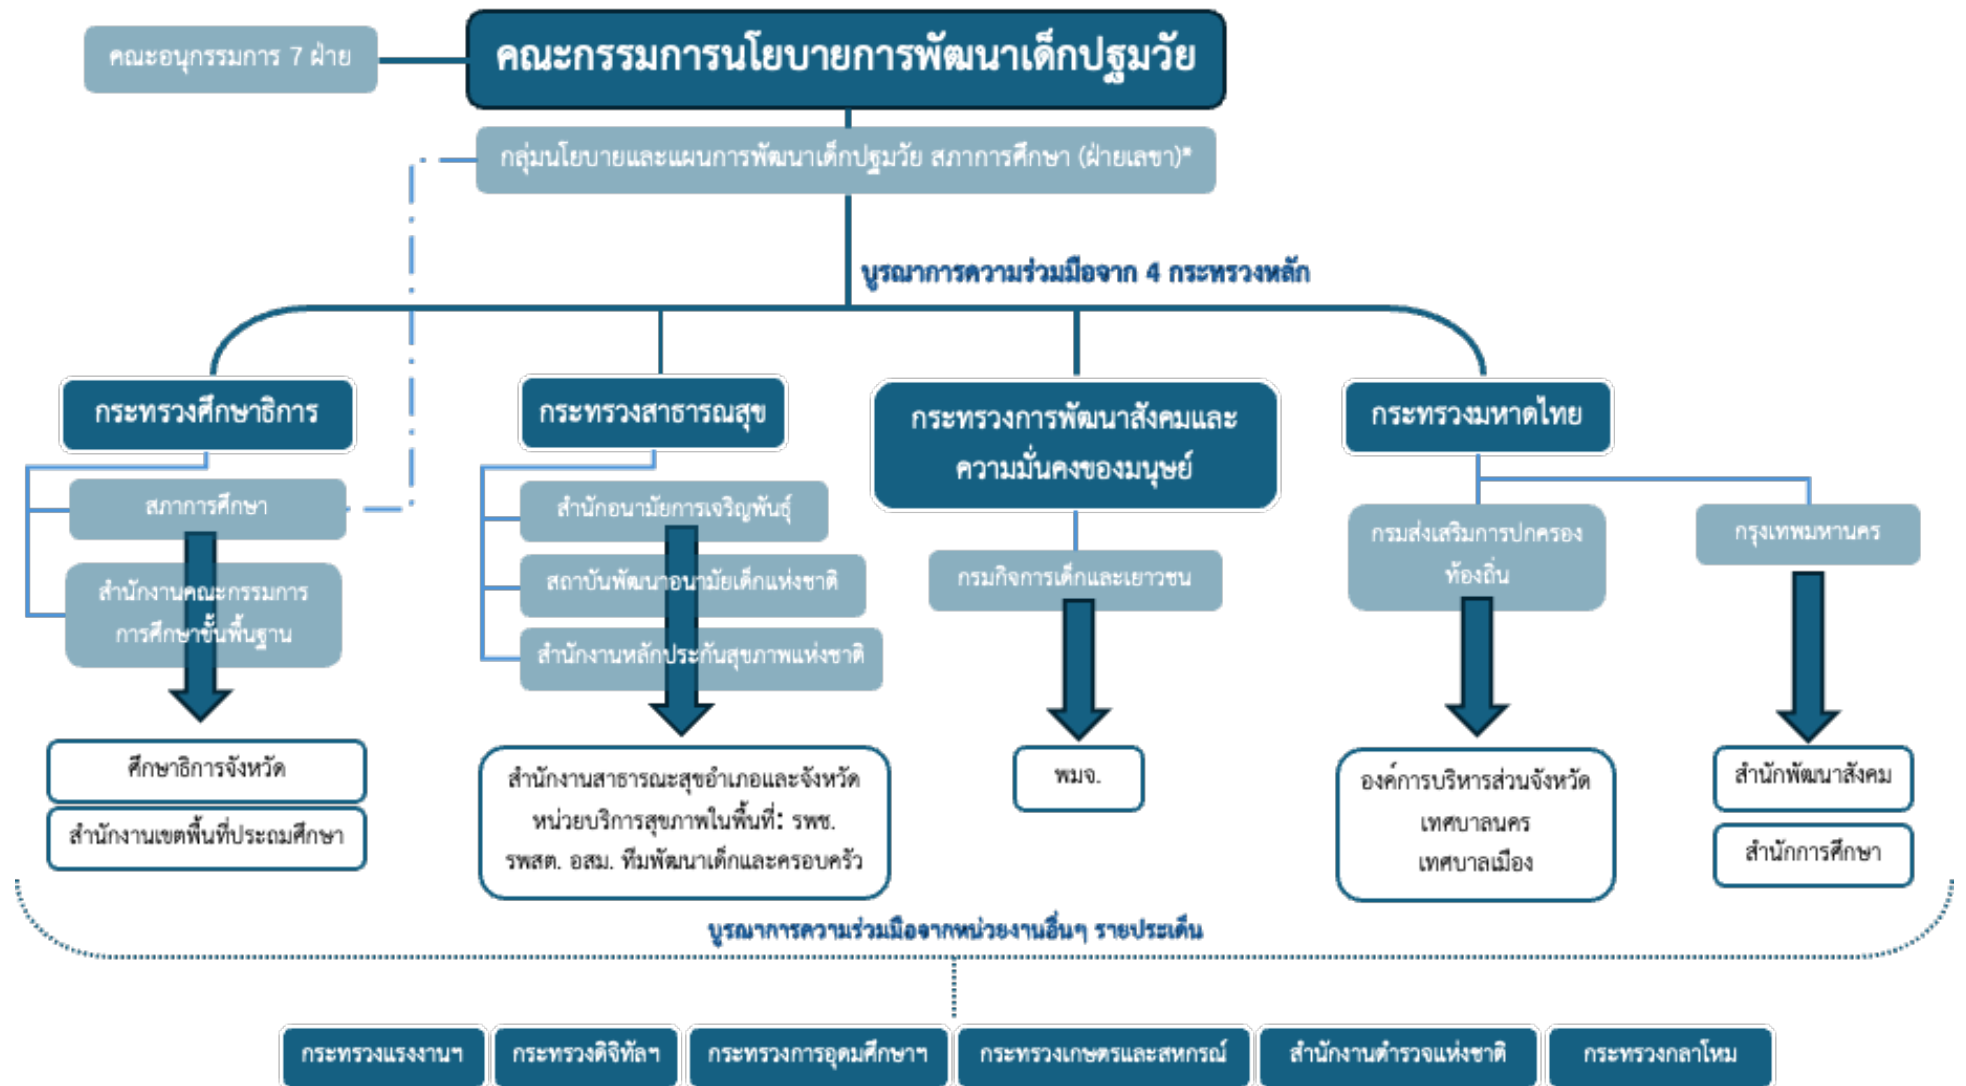 คณะอนุกรรมการ 7 ฝ่าย
คณะกรรมการนโยบายการพัฒนาเด็กปฐมวัย
กลุ่มนโยบายและแผนการพัฒนาเด็กปฐมวัย สภาการศึกษา (ฝ่ายเลขา)*
บูรณาการความร่วมมือจาก 4 กระทรวงหลัก
กระทรวงศึกษาธิการ
สภาการศึกษา
สำนักงานคณะกรรมการ
การศึกษาขั้นพื้นฐาน
ศึกษาธิการจังหวัด
สำนักงานเขตพื้นที่ประถมศึกษา
กระทรวงสาธารณสุข
สำนักอนามัยการเจริญพันธุ์
สถาบันพัฒนาอนามัยเด็กแห่งชาติ
สำนักงานหลักประกันสุขภาพแห่งชาติ
สำนักงานสาธารณะสุขอำเภอและจังหวัด
หน่วยบริการสุขภาพในพื้นที่: รพช.
รพสต. อสม. ทีมพัฒนาเด็กและครอบครัว
กระทรวงการพัฒนาสังคมและ
ความมั่นคงของมนุษย์
กรมกิจการเด็กและเยาวชน
พมจ.
กระทรวงมหาดไทย
กรมส่งเสริมการปกครอง
ท้องถิ่น
องค์การบริหารส่วนจังหวัด
เทศบาลนคร
เทศบาลเมือง
กรุงเทพมหานคร
สำนักพัฒนาสังคม
สำนักการศึกษา
บูรณาการความร่วมมือจากหน่วยงานอื่นๆ รายประเด็น
กระทรวงแรงงานฯ
กระทรวงดิจิทัลฯ
กระทรวงการอุดมศึกษาฯ
กระทรวงเกษตรและสหกรณ์
สำนักงานตำรวจแห่งชาติ
กระทรวงกลาโหม